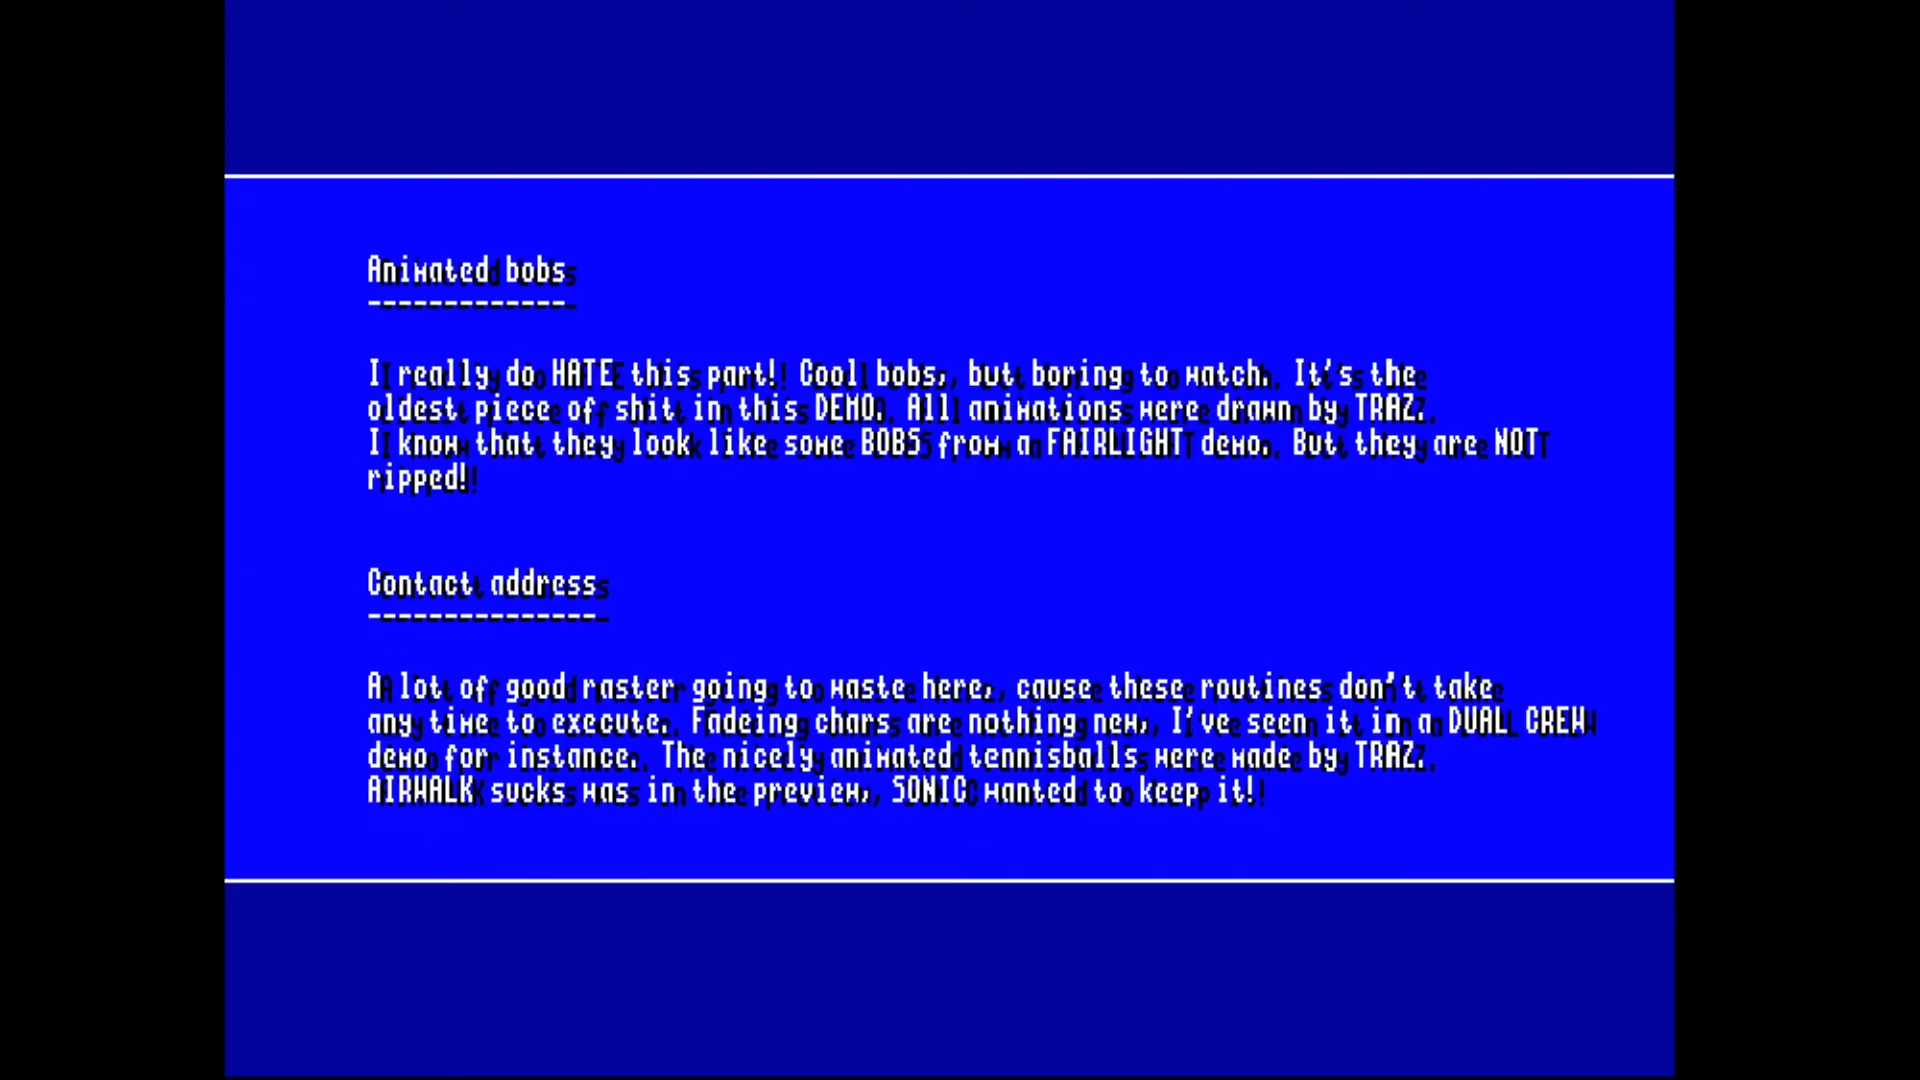 Animated bobs
-------------
I really do HATE this part! Cool bobs, but boring to watch. It's the
oldest piece of shit in this DEMO. All animations were drawn by TRAZ.
I know that they look like some BOBS from a FAIRLIGHT demo. But they are NOT
ripped!
Contact address
---------------
A lot of good raster going to waste here, cause these routines don't take
any time to execute. Fadeing chars are nothing new, I've seen it in a DUAL CREW
demo for instance. The nicely animated tennisballs were made by TRAZ.
AIRWALK sucks was in the preview, SONIC wanted to keep it!